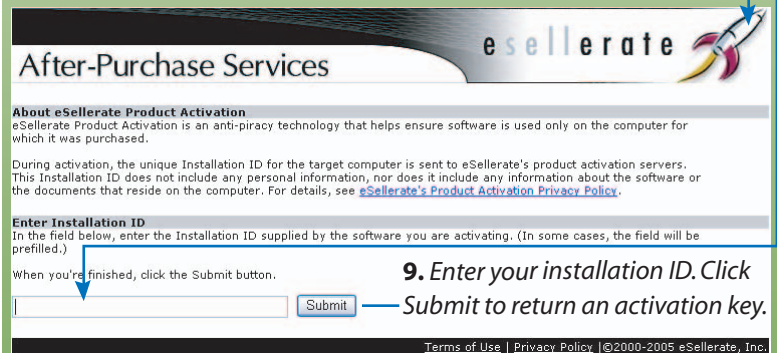 esellerate
After-Purchase Services
About eSellerate Product Activation
eSellerate Product Activation is an anti-piracy technology that helps ensure software is used only on the computer for
which it was purchased.
During activation, the unique Installation ID for the target computer is sent to eSellerate's product activation servers.
This Installation ID does not include any personal information, nor does it include any information about the software or
the documents that reside on the computer. For details, see eSellerate's Product Activation Privacy Policy.
Enter Installation ID
In the field below, enter the Installation ID supplied by the software you are activating. (In some cases, the field will be
prefilled.)
When you're finished, click the Submit button.
Submit
9. Enter your installation ID. Click
Submit to return an activation key.
Terms of Use | Privacy Policy |©2000-2005 eSellerate, Inc.